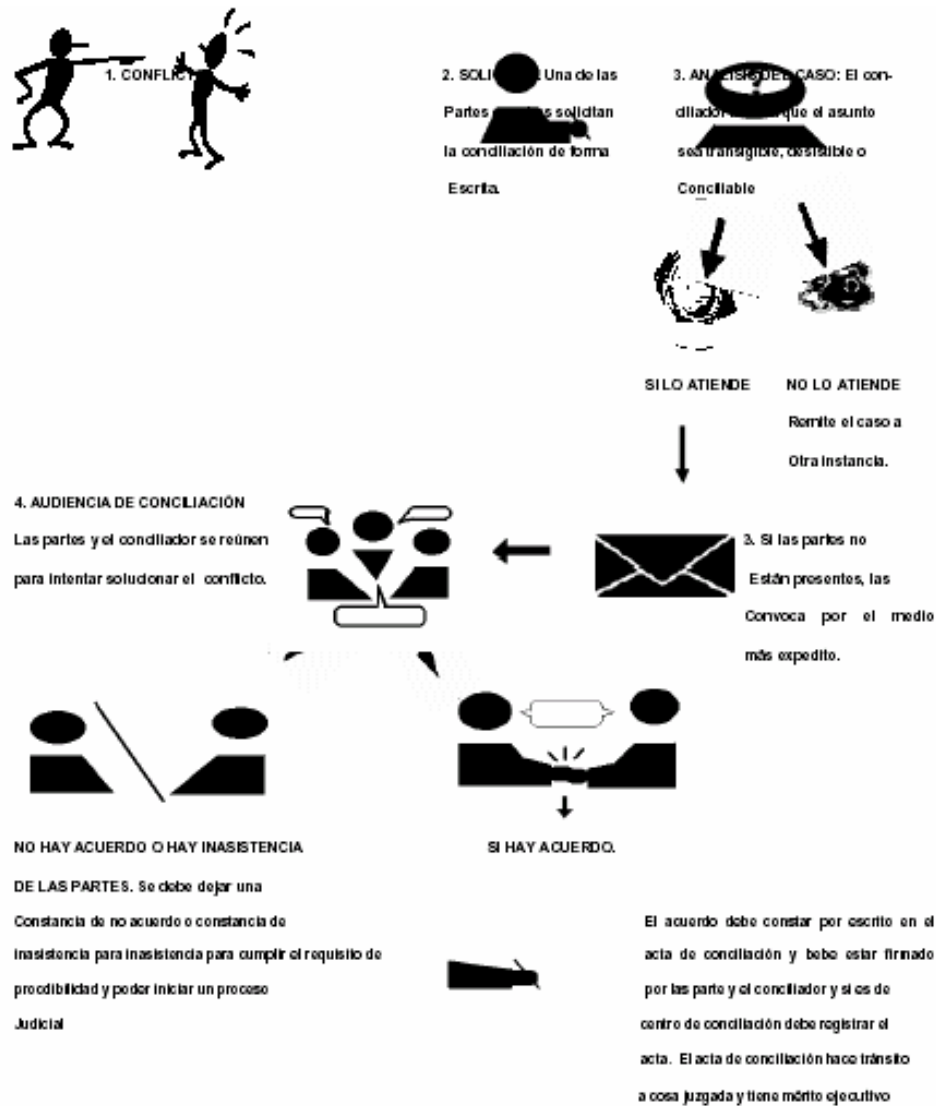 1. CONFLICT
2. SOLI Una de las
Partes solicitan
la conciliación de forma
Escrita.
3. ANALISIS DEL CASO: El con-
ciliador que el asunto
sea transigible, desistible o
Conciliable
?
SI LO ATIENDE
NO LO ATIENDE
Remite el caso a
Otra instancia.
3. Si las partes no
Están presentes, las
Convoca por el medio
más expedito.
4. AUDIENCIA DE CONCILIACIÓN
Las partes y el conciliador se reúnen
para intentar solucionar el conflicto.
NO HAY ACUERDO O HAY INASISTENCIA
DE LAS PARTES. Se debe dejar una
Constancia de no acuerdo o constancia de
inasistencia para inasistencia para cumplir el requisito de
procdibilidad y poder iniciar un proceso
Judicial
SI HAY ACUERDO.
El acuerdo debe constar por escrito en el
acta de conciliación y bebe estar firmado
por las parte y el conciliador y si es de
centro de conciliación debe registrar el
acta. El acta de conciliación hace tránsito
a cosa juzgada y tiene mérito ejecutivo